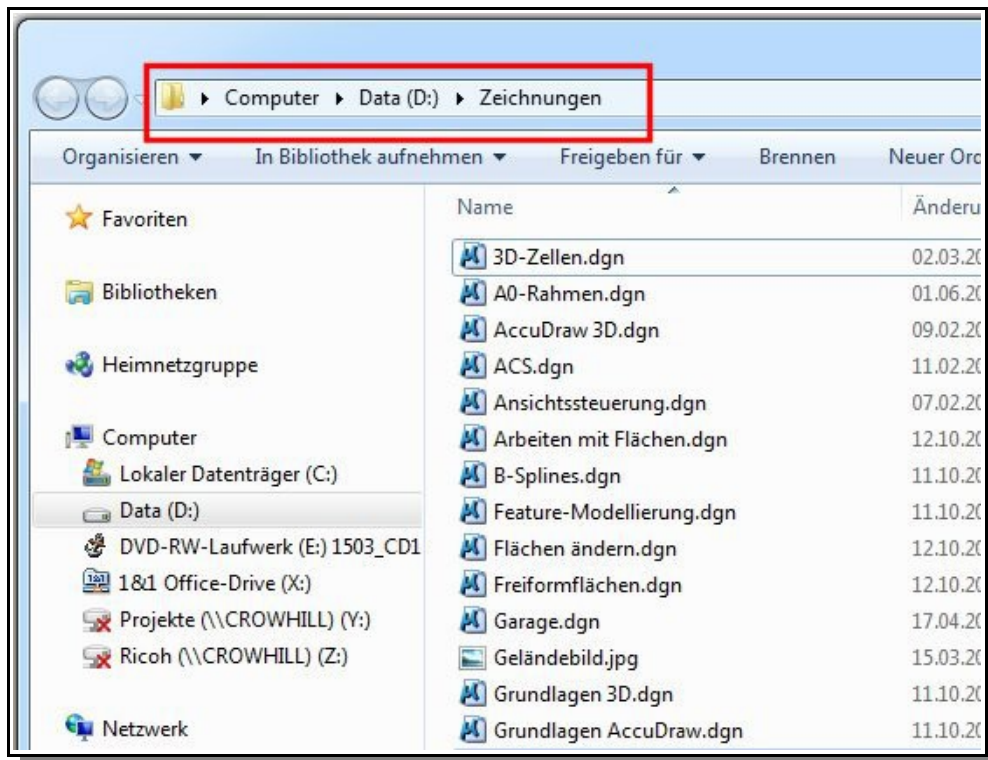 Computer ▸ Data (D:) ▸ Zeichnungen
Organisieren ▾ In Bibliothek aufnehmen ▾ Freigeben für ▾ Brennen Neuer Ord
Favoriten
Bibliotheken
Heimnetzgruppe
Computer
Lokaler Datenträger (C:)
Data (D:)
DVD-RW-Laufwerk (E:) 1503_CD1
1&1 Office-Drive (X:)
Projekte (\\CROWHILL) (Y:)
Ricoh (\\CROWHILL) (Z:)
Netzwerk
Name Änderu
3D-Zellen.dgn 02.03.20
A0-Rahmen.dgn 01.06.20
AccuDraw 3D.dgn 09.02.20
ACS.dgn 11.02.20
Ansichtssteuerung.dgn 07.02.20
Arbeiten mit Flächen.dgn 12.10.20
B-Splines.dgn 11.10.20
Feature-Modellierung.dgn 11.10.20
Flächen ändern.dgn 12.10.20
Freiformflächen.dgn 12.10.20
Garage.dgn 17.04.20
Geländebild.jpg 15.03.20
Grundlagen 3D.dgn 11.10.20
Grundlagen AccuDraw.dgn 11.10.20